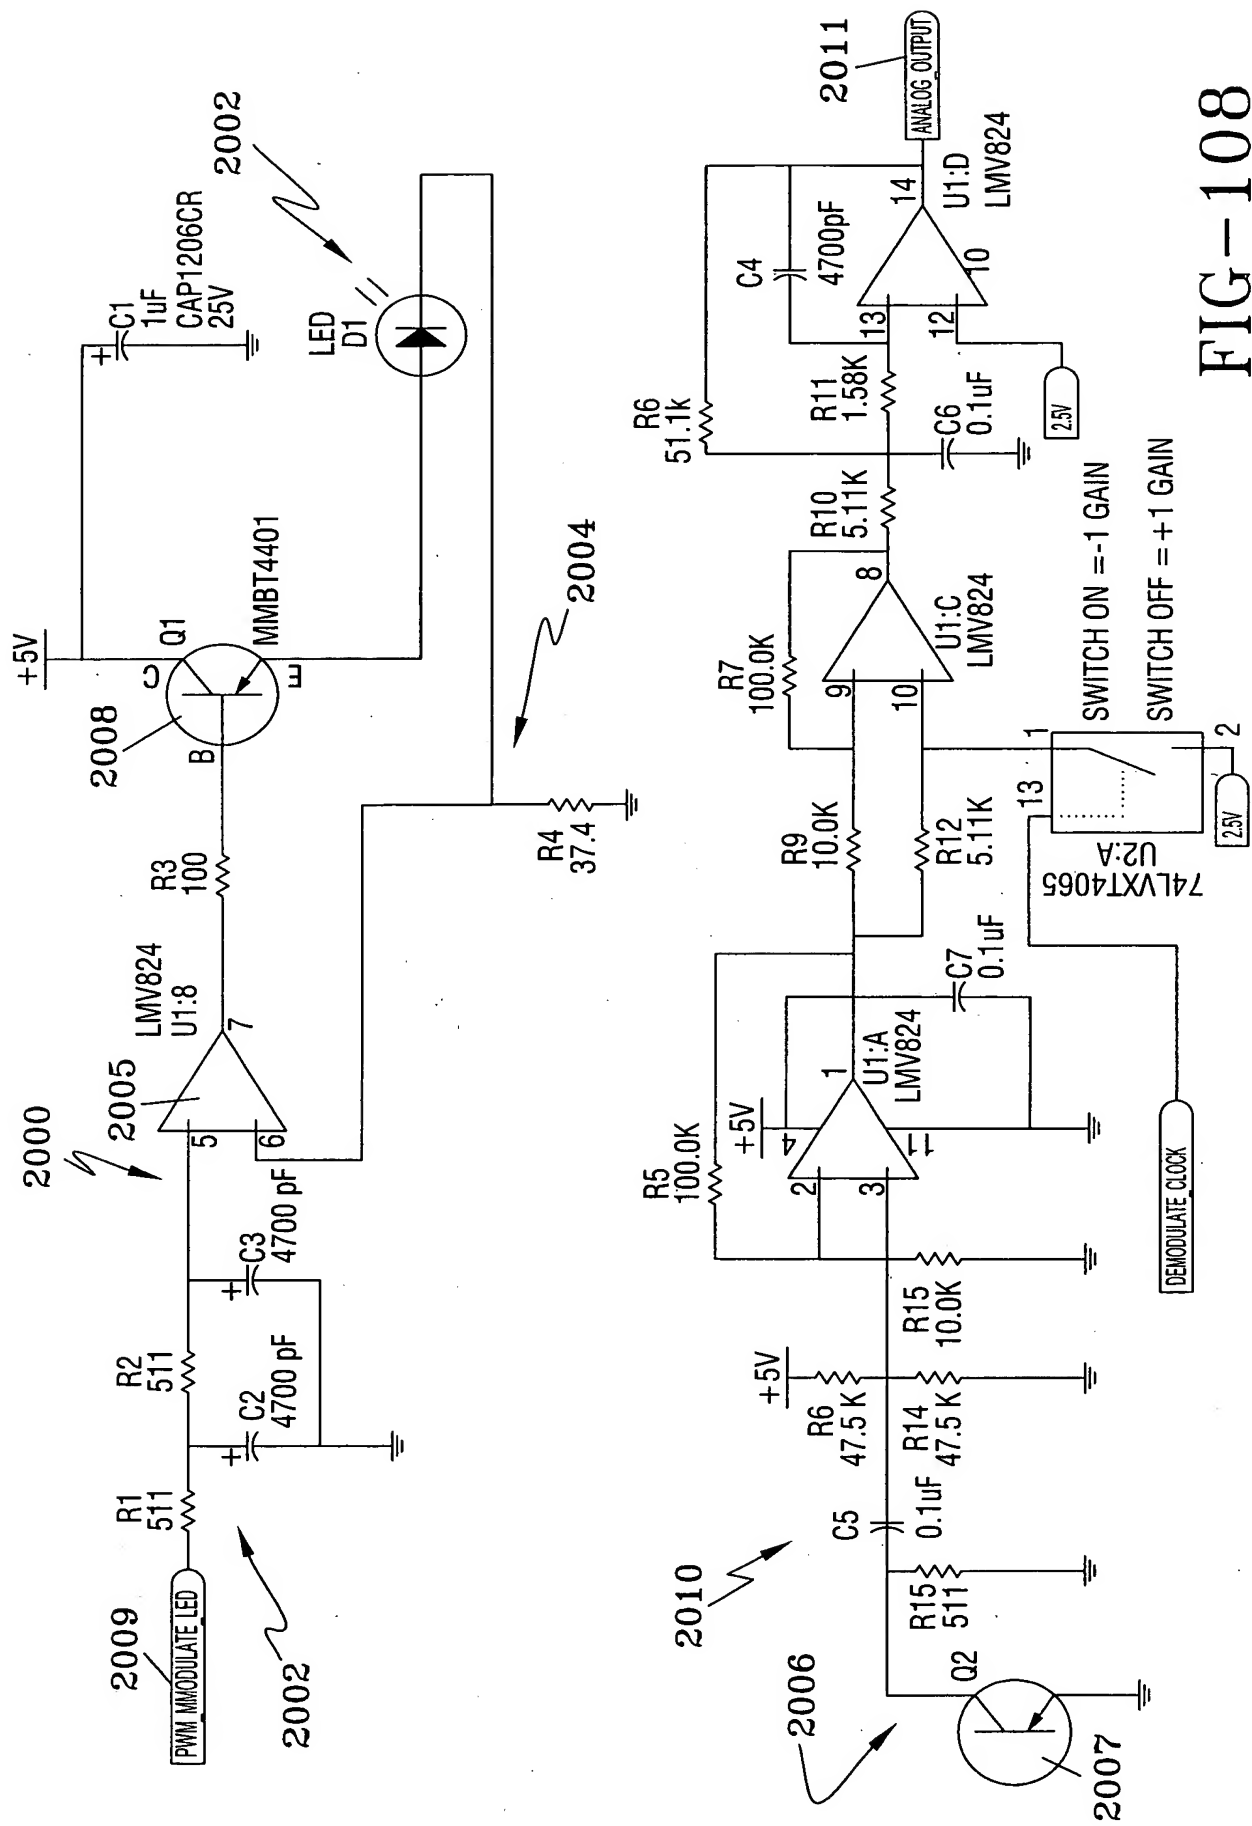 2000
2002
2008
+5V
C1
1uF
CAP1206CR
25V
C
Q1
B
E
MMBT4401
LED
D1
2009
PWM MMODULATE LED
R1
511
R2
511
C2
4700 pF
C3
4700 pF
2002
2005
5
6
7
LMV824
U1:8
R3
100
R4
37.4
2004
2006
2007
Q2
2010
R15
511
C5
0.1uF
+5V
R6
47.5 K
R14
47.5 K
R15
10.0K
R5
100.0K
+5V
4
2
3
1
11
U1:A
LMV824
C7
0.1uF
R9
10.0K
R12
5.11K
R7
100.0K
9
10
8
U1:C
LMV824
R10
5.11K
R6
51.1k
R11
1.58K
C6
0.1uF
C4
4700pF
13
12
14
10
U1:D
LMV824
2.5V
2011
ANALOG_OUTPUT
DEMODULATE_CLOCK
74LVXT4065
U2:A
13
1
2
2.5V
SWITCH ON =-1 GAIN
SWITCH OFF = +1 GAIN
FIG-108